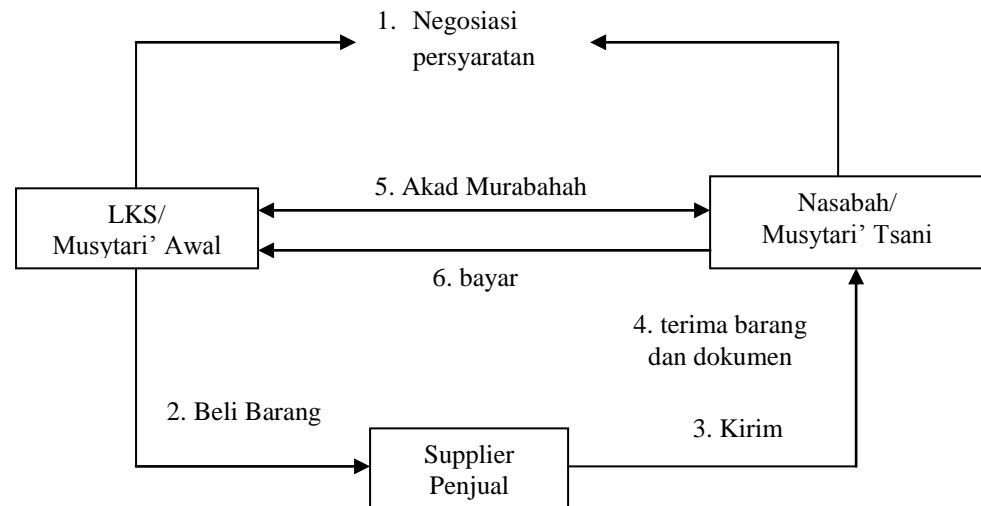 1. Negosiasi
persyaratan
5. Akad Murabahah
LKS/
Musytari’ Awal
Nasabah/
Musytari’ Tsani
6. bayar
4. terima barang
dan dokumen
2. Beli Barang
3. Kirim
Supplier
Penjual